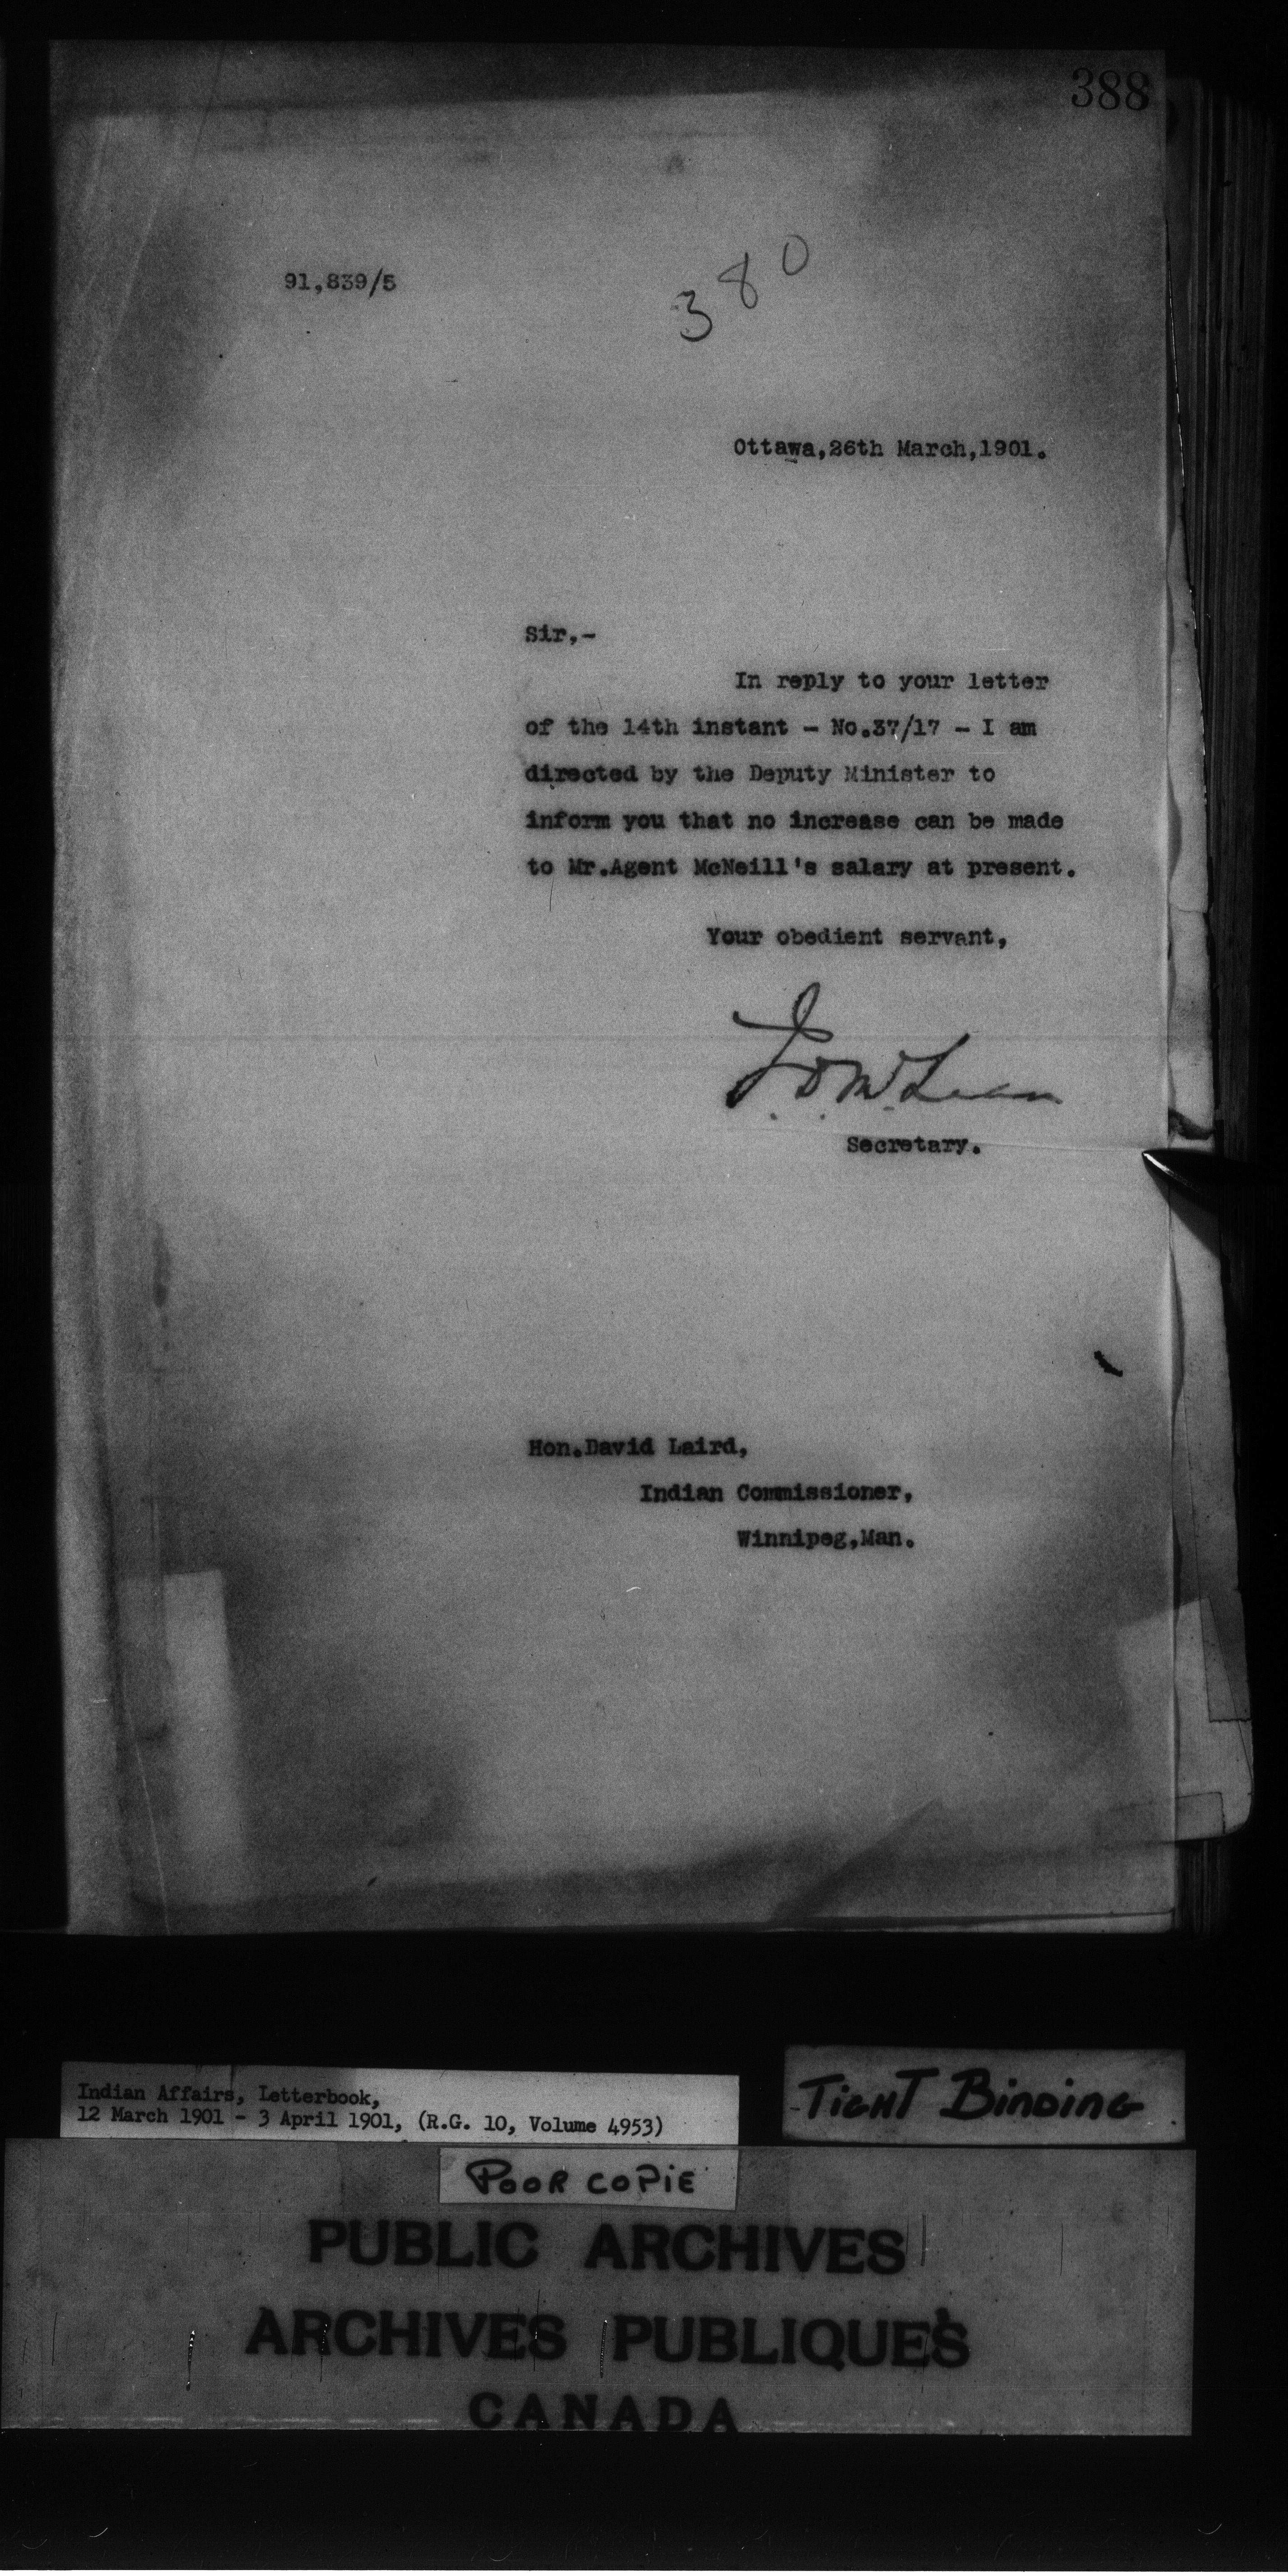 388
91,839/5
380
Ottawa,26th March,1901.
Sir,-
In reply to your letter
of the 14th instant - No.37/17 - I am
directed by the Deputy Minister to
inform you that no increase can be made
to Mr.Agent McNeill's salary at present.
Your obedient servant,
J.D. McLean
Secretary.
Hon.David Laird,
Indian Commissioner,
Winnipeg,Man.
Indian Affairs, Letterbook,
12 March 1901 - 3 April 1901, (R.G. 10, Volume 4953)
TIGHT BINDING
POOR COPIE
PUBLIC ARCHIVES
ARCHIVES PUBLIQUES
CANADA